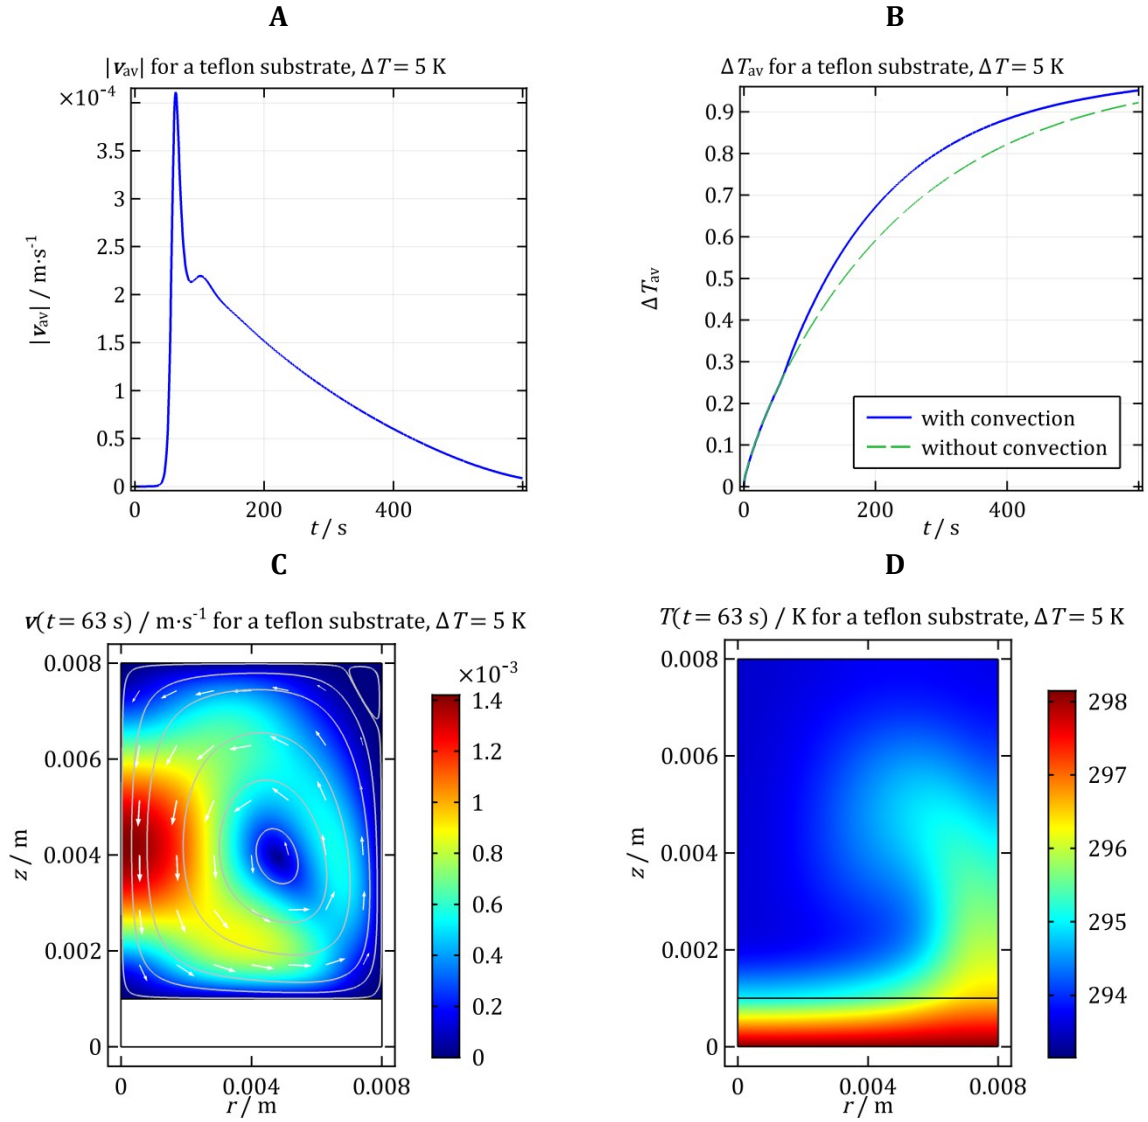 A
|v_av| for a teflon substrate, ΔT = 5 K
×10⁻⁴
3.5
3
2.5
2
1.5
1
0.5
0
|v_av| / m·s⁻¹
0 200 400
t / s
B
ΔT_av for a teflon substrate, ΔT = 5 K
0.9
0.8
0.7
0.6
0.5
0.4
0.3
0.2
0.1
0
ΔT_av
with convection
without convection
0 200 400
t / s
C
v(t = 63 s) / m·s⁻¹ for a teflon substrate, ΔT = 5 K
0.008
0.006
0.004
0.002
0
z / m
0 0.004 0.008
r / m
×10⁻³
1.4
1.2
1
0.8
0.6
0.4
0.2
0
D
T(t = 63 s) / K for a teflon substrate, ΔT = 5 K
0.008
0.006
0.004
0.002
0
z / m
0 0.004 0.008
r / m
298
297
296
295
294